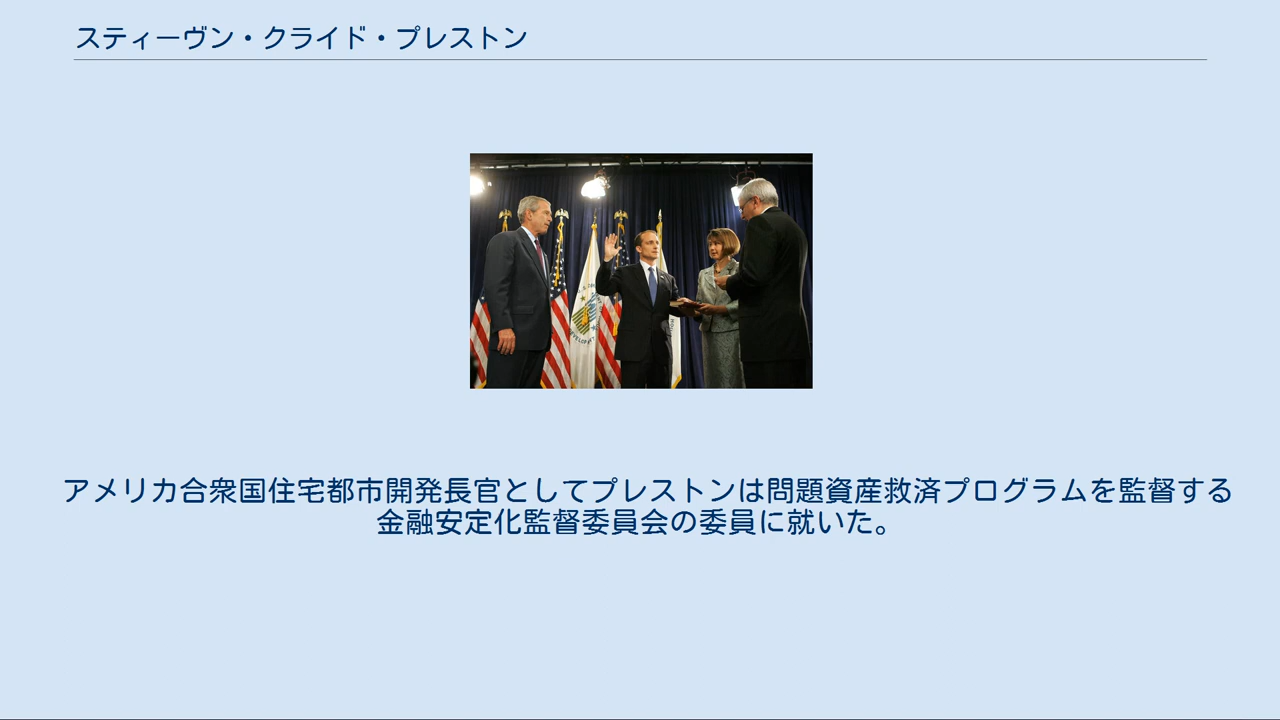 スティーヴン・クライド・プレストン
アメリカ合衆国住宅都市開発長官としてプレストンは問題資産救済プログラムを監督する
金融安定化監督委員会の委員に就いた。